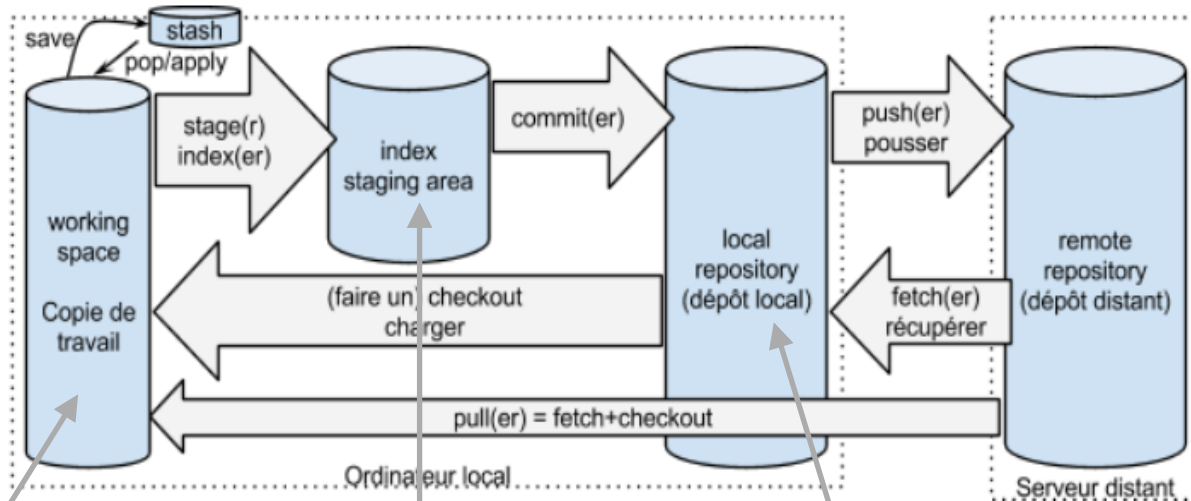 save
stash
pop/apply
stage(r)
index(er)
commit(er)
push(er)
pousser
index
staging area
working
space
Copie de
travail
local
repository
(dépôt local)
remote
repository
(dépôt distant)
(faire un) checkout
charger
fetch(er)
récupérer
pull(er) = fetch+checkout
Ordinateur local
Serveur distant